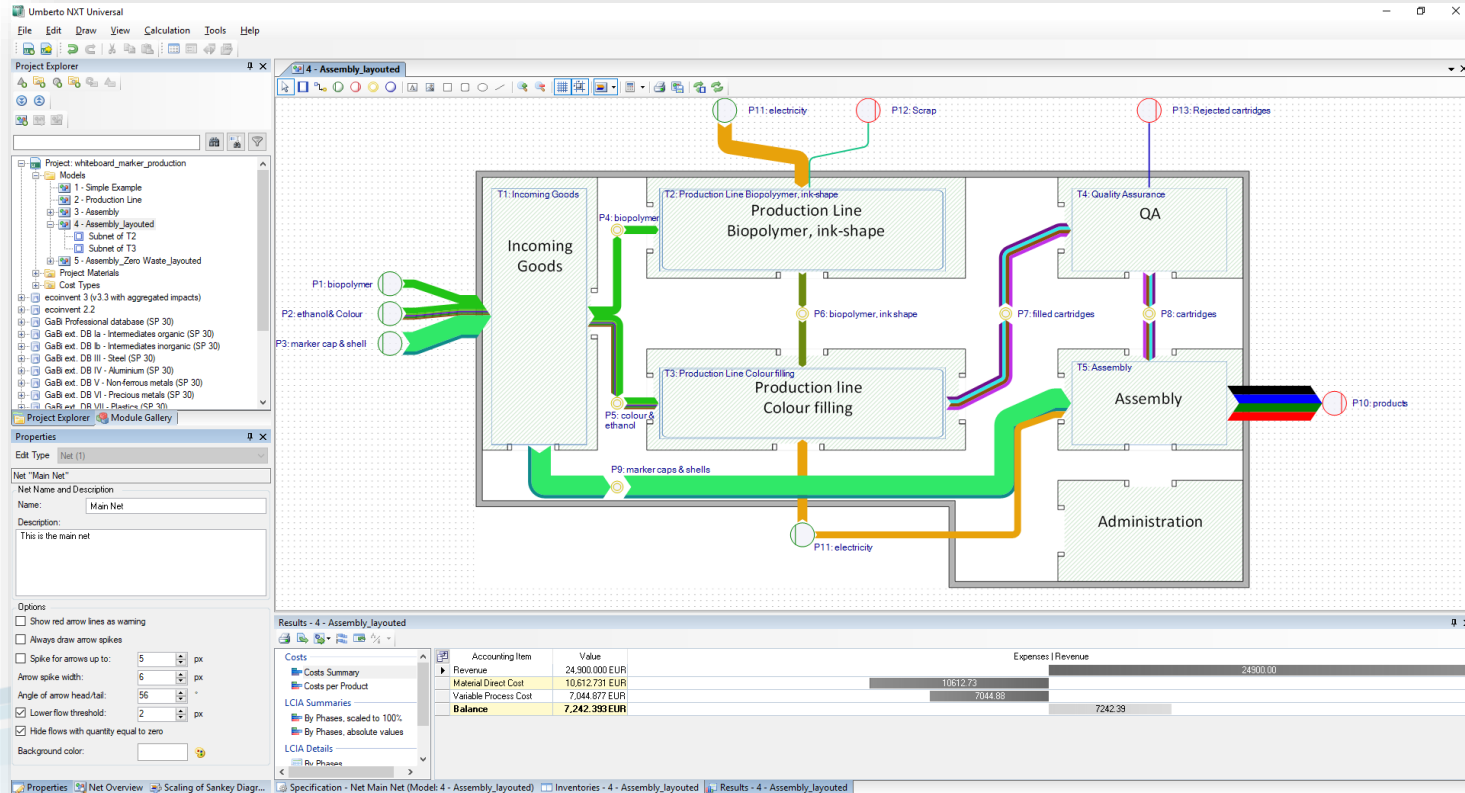 Umberto NXT Universal
File Edit Draw View Calculation Tools Help
Project Explorer
Project: whiteboard_marker_production
Models
1 - Simple Example
2 - Production Line
3 - Assembly
4 - Assembly_layouted
Subnet of T2
Subnet of T3
5 - Assembly_Zero Waste_layouted
Project Materials
Cost Types
ecoinvent 3 (v3.3 with aggregated impacts)
ecoinvent 2.2
GaBi Professional database (SP 30)
GaBi ext. DB Ia - Intermediates organic (SP 30)
GaBi ext. DB Ib - Intermediates inorganic (SP 30)
GaBi ext. DB III - Steel (SP 30)
GaBi ext. DB IV - Aluminium (SP 30)
GaBi ext. DB V - Non-ferrous metals (SP 30)
GaBi ext. DB VI - Precious metals (SP 30)
GaBi ext. DB VII - Plastics (SP 30)
Project Explorer Module Gallery
Properties
Edit Type Net (1)
Net "Main Net"
Net Name and Description
Name: Main Net
Description:
This is the main net
Options
Show red arrow lines as warning
Always draw arrow spikes
Spike for arrows up to: 5 px
Arrow spike width: 6 px
Angle of arrow head/tail: 56 °
Lower flow threshold: 2 px
Hide flows with quantity equal to zero
Background color:
Properties Net Overview Scaling of Sankey Diagr...
4 - Assembly_layouted
P11: electricity
P12: Scrap
P13: Rejected cartridges
T1: Incoming Goods
Incoming
Goods
P4: biopolymer
T2: Production Line Biopolyymer, ink-shape
Production Line
Biopolymer, ink-shape
T4: Quality Assurance
QA
P1: biopolymer
P2: ethanol & Colour
P3: marker cap & shell
P6: biopolymer, ink shape
P7: filled cartridges
P8: cartridges
T3: Production Line Colourfilling
Production line
Colour filling
P5: colour &
ethanol
T5: Assembly
Assembly
P10: products
P9: marker caps & shells
Administration
P11: electricity
Results - 4 - Assembly_layouted
Costs
Costs Summary
Costs per Product
LCIA Summaries
By Phases, scaled to 100%
By Phases, absolute values
LCIA Details
By Phases
Accounting Item Value Expenses | Revenue
Revenue 24,900.000 EUR 24900.00
Material Direct Cost 10,612.731 EUR 10612.73
Variable Process Cost 7,044.877 EUR 7044.88
Balance 7,242.393 EUR 7242.39
Specification - Net Main Net (Model: 4 - Assembly_layouted) Inventories - 4 - Assembly_layouted Results - 4 - Assembly_layouted